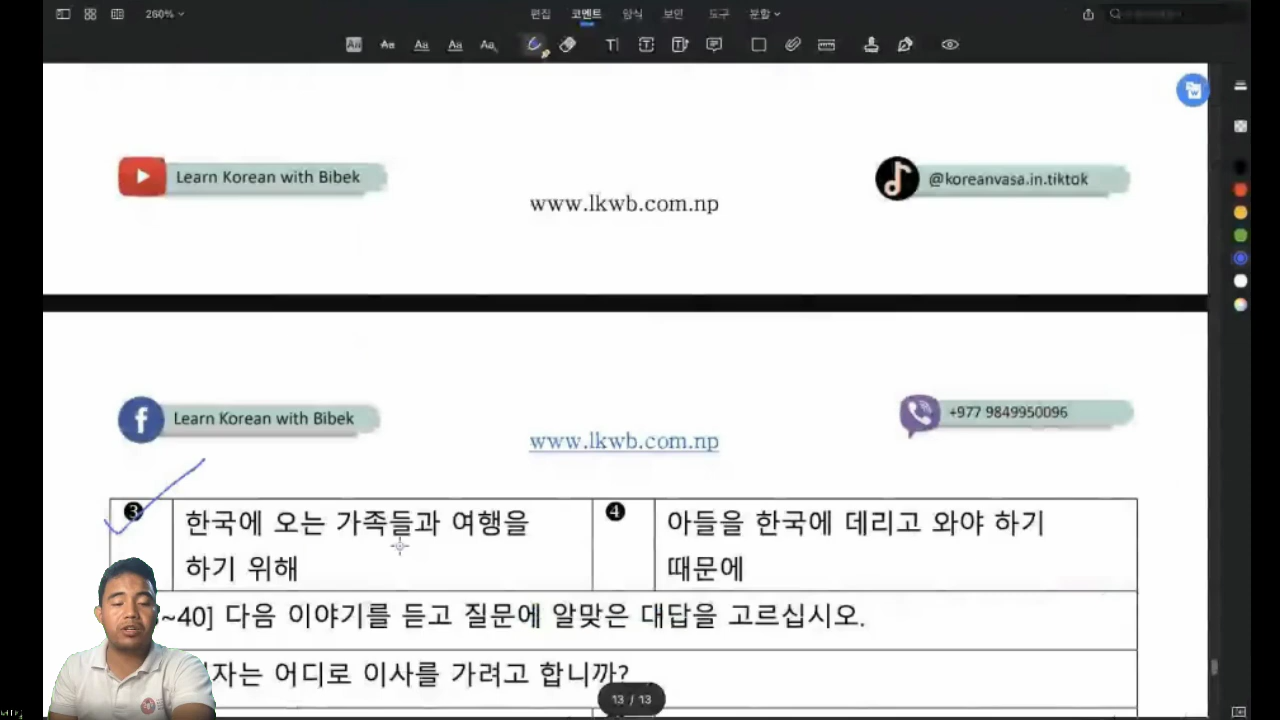 260%
편집 코멘트 양식 보안 도구 분할
Learn Korean with Bibek
@koreanvasa.in.tiktok
www.lkwb.com.np
Learn Korean with Bibek
+977 9849950096
www.lkwb.com.np
❸ 한국에 오는 가족들과 여행을
하기 위해
❹ 아들을 한국에 데리고 와야 하기
때문에
~40] 다음 이야기를 듣고 질문에 알맞은 대답을 고르십시오.
자는 어디로 이사를 가려고 합니까?
13 / 13